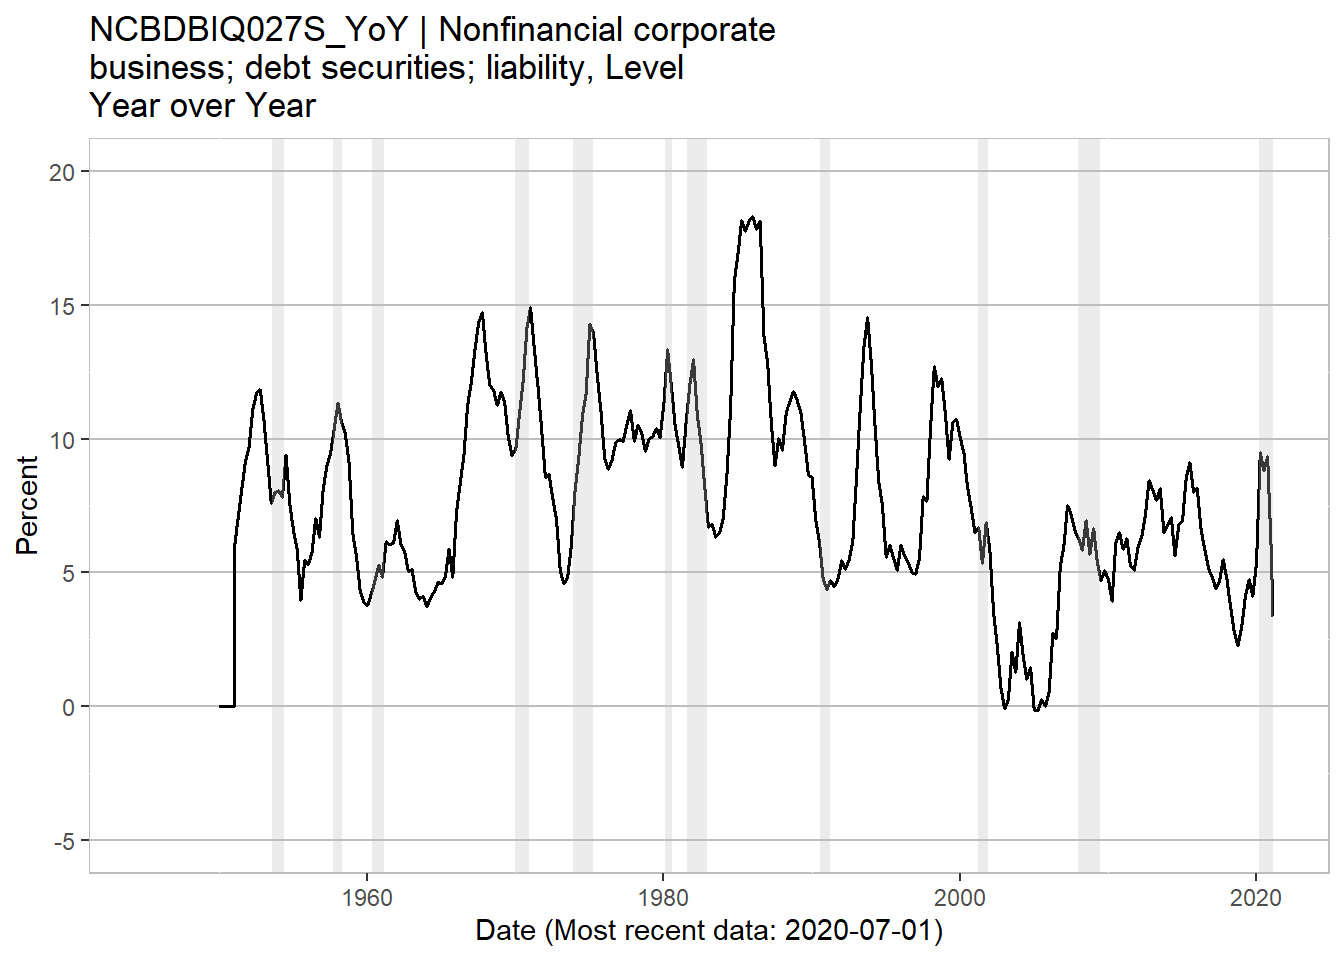 NCBDBIQ027S_YoY | Nonfinancial corporate
business; debt securities; liability, Level
Year over Year
20
15
10
5
0
-5
Percent
1960
1980
2000
2020
Date (Most recent data: 2020-07-01)